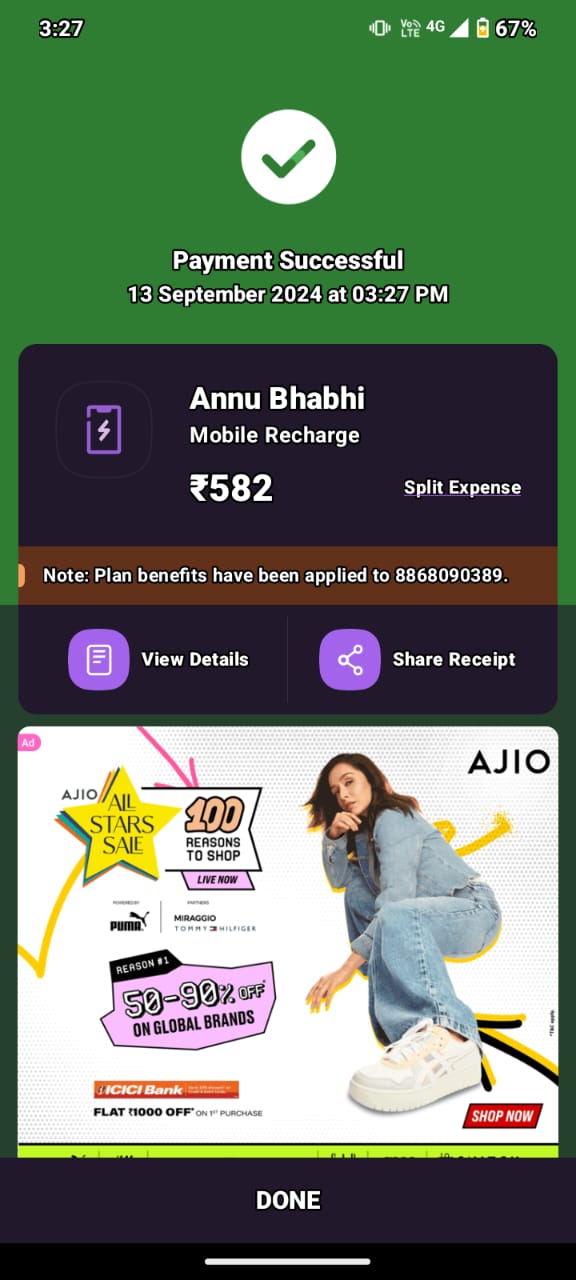 3:27
Vo LTE 4G 67%
Payment Successful
13 September 2024 at 03:27 PM
Annu Bhabhi
Mobile Recharge
₹582
Split Expense
Note: Plan benefits have been applied to 8868090389.
View Details
Share Receipt
Ad
AJIO
AJIO
ALL
STARS
SALE
100
REASONS
TO SHOP
LIVE NOW
POWERED BY
PUMA
PARTNERS
MIRAGGIO
TOMMY HILFIGER
REASON #1
50-90% OFF*
ON GLOBAL BRANDS
ICICI Bank
FLAT ₹1000 OFF* ON 1ST PURCHASE
*T&C apply
SHOP NOW
DONE